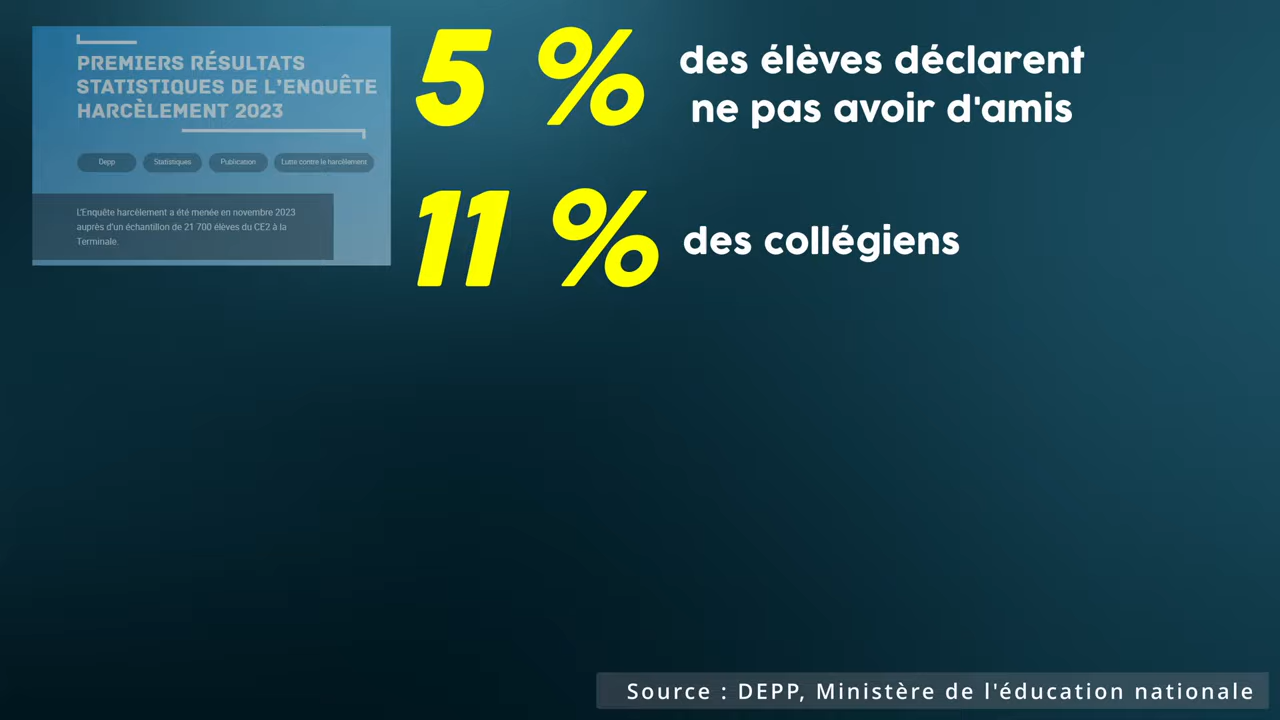 PREMIERS RÉSULTATS
STATISTIQUES DE L'ENQUÊTE
HARCÈLEMENT 2023
Depp
Statistiques
Publication
Lutte contre le harcèlement
L'Enquête harcèlement a été menée en novembre 2023
auprès d'un échantillon de 21 700 élèves du CE2 à la
Terminale.
5 %
des élèves déclarent
ne pas avoir d'amis
11 %
des collégiens
Source : DEPP, Ministère de l'éducation nationale